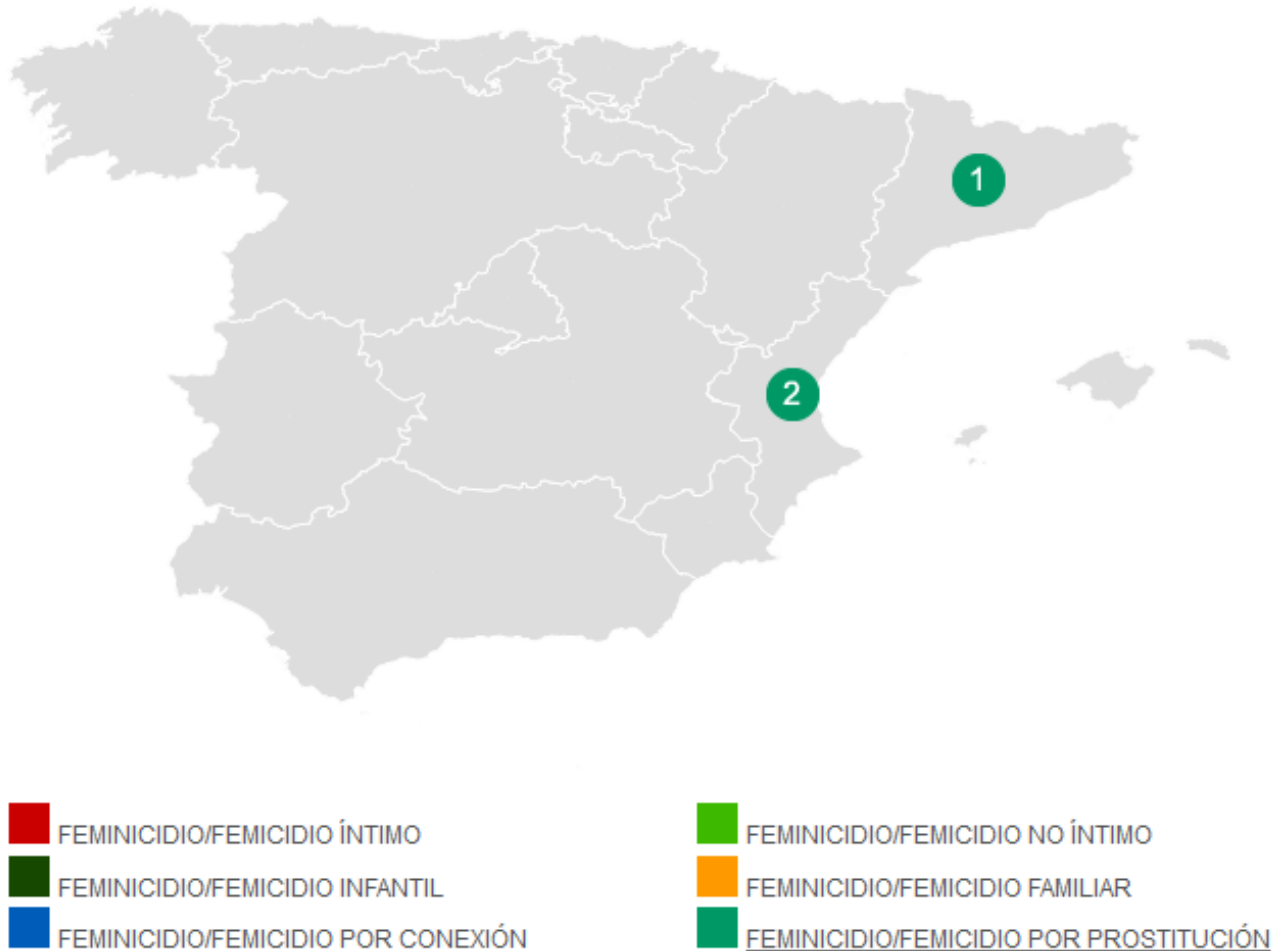 1
2
FEMINICIDIO/FEMICIDIO ÍNTIMO
FEMINICIDIO/FEMICIDIO NO ÍNTIMO
FEMINICIDIO/FEMICIDIO INFANTIL
FEMINICIDIO/FEMICIDIO FAMILIAR
FEMINICIDIO/FEMICIDIO POR CONEXIÓN
FEMINICIDIO/FEMICIDIO POR PROSTITUCIÓN